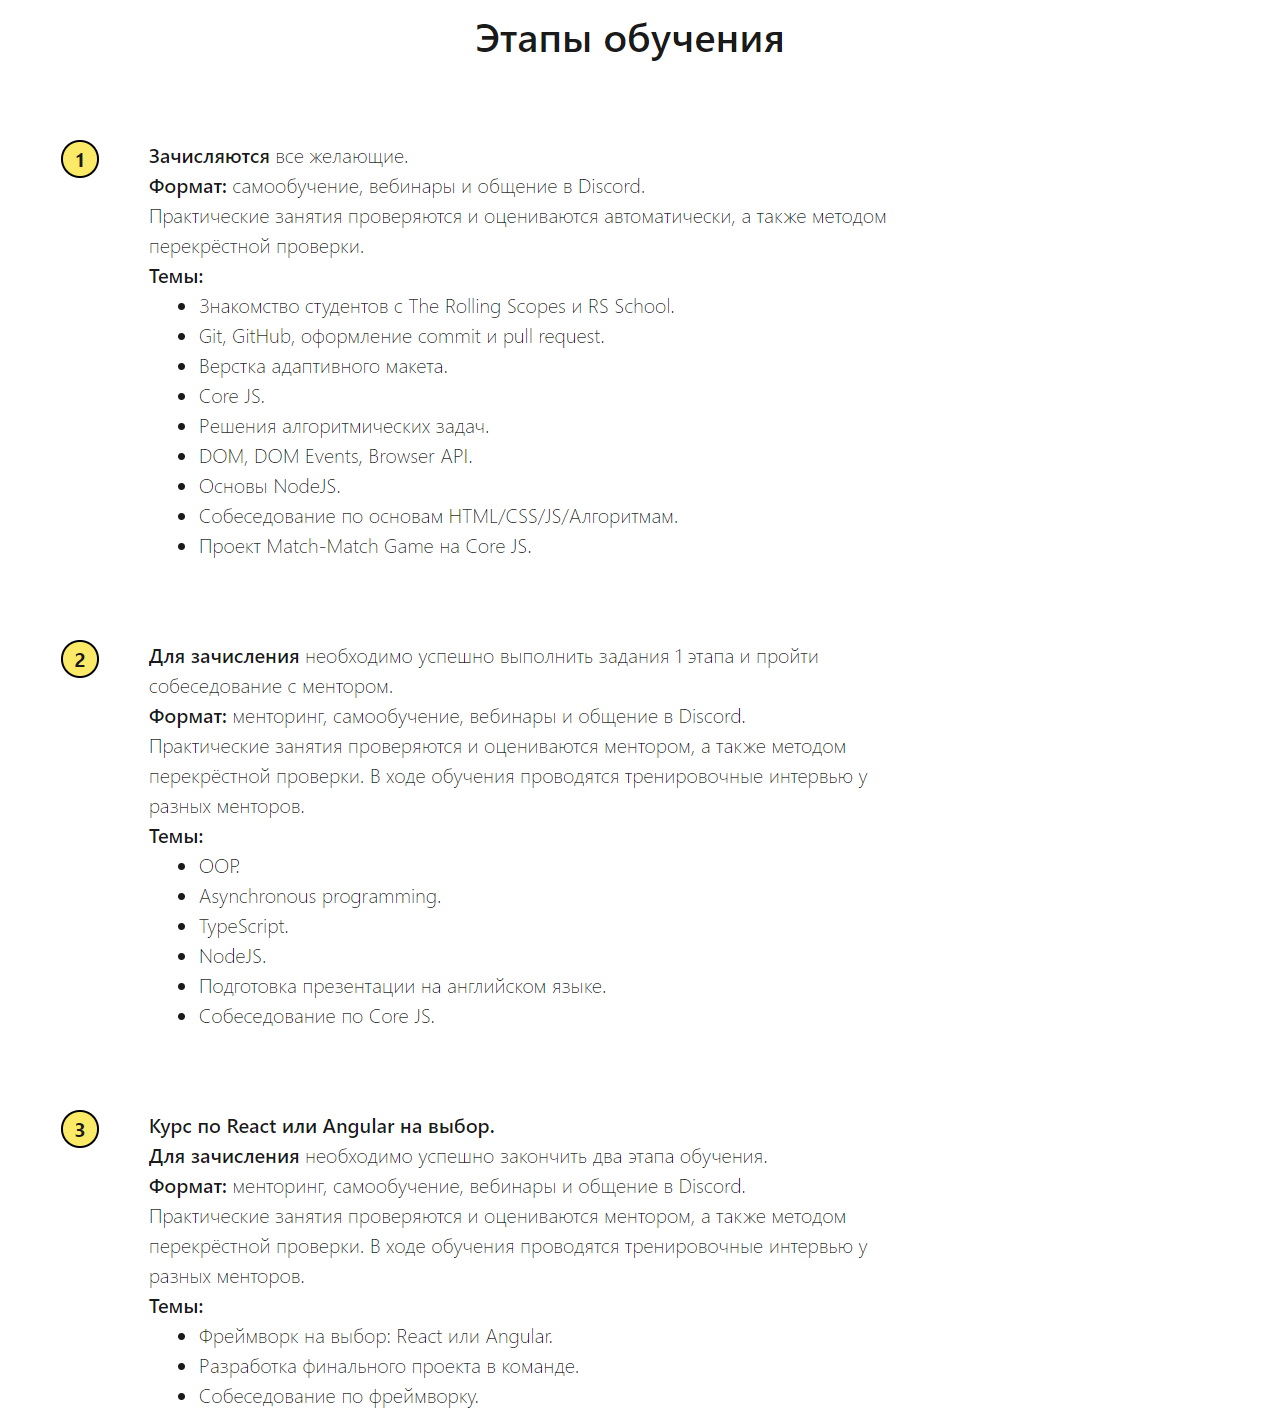 Этапы обучения
1
Зачисляются все желающие.
Формат: самообучение, вебинары и общение в Discord.
Практические занятия проверяются и оцениваются автоматически, а также методом
перекрёстной проверки.
Темы:
• Знакомство студентов с The Rolling Scopes и RS School.
• Git, GitHub, оформление commit и pull request.
• Верстка адаптивного макета.
• Core JS.
• Решения алгоритмических задач.
• DOM, DOM Events, Browser API.
• Основы NodeJS.
• Собеседование по основам HTML/CSS/JS/Алгоритмам.
• Проект Match-Match Game на Core JS.
2
Для зачисления необходимо успешно выполнить задания 1 этапа и пройти
собеседование с ментором.
Формат: менторинг, самообучение, вебинары и общение в Discord.
Практические занятия проверяются и оцениваются ментором, а также методом
перекрёстной проверки. В ходе обучения проводятся тренировочные интервью у
разных менторов.
Темы:
• OOP.
• Asynchronous programming.
• TypeScript.
• NodeJS.
• Подготовка презентации на английском языке.
• Собеседование по Core JS.
3
Курс по React или Angular на выбор.
Для зачисления необходимо успешно закончить два этапа обучения.
Формат: менторинг, самообучение, вебинары и общение в Discord.
Практические занятия проверяются и оцениваются ментором, а также методом
перекрёстной проверки. В ходе обучения проводятся тренировочные интервью у
разных менторов.
Темы:
• Фреймворк на выбор: React или Angular.
• Разработка финального проекта в команде.
• Собеседование по фреймворку.